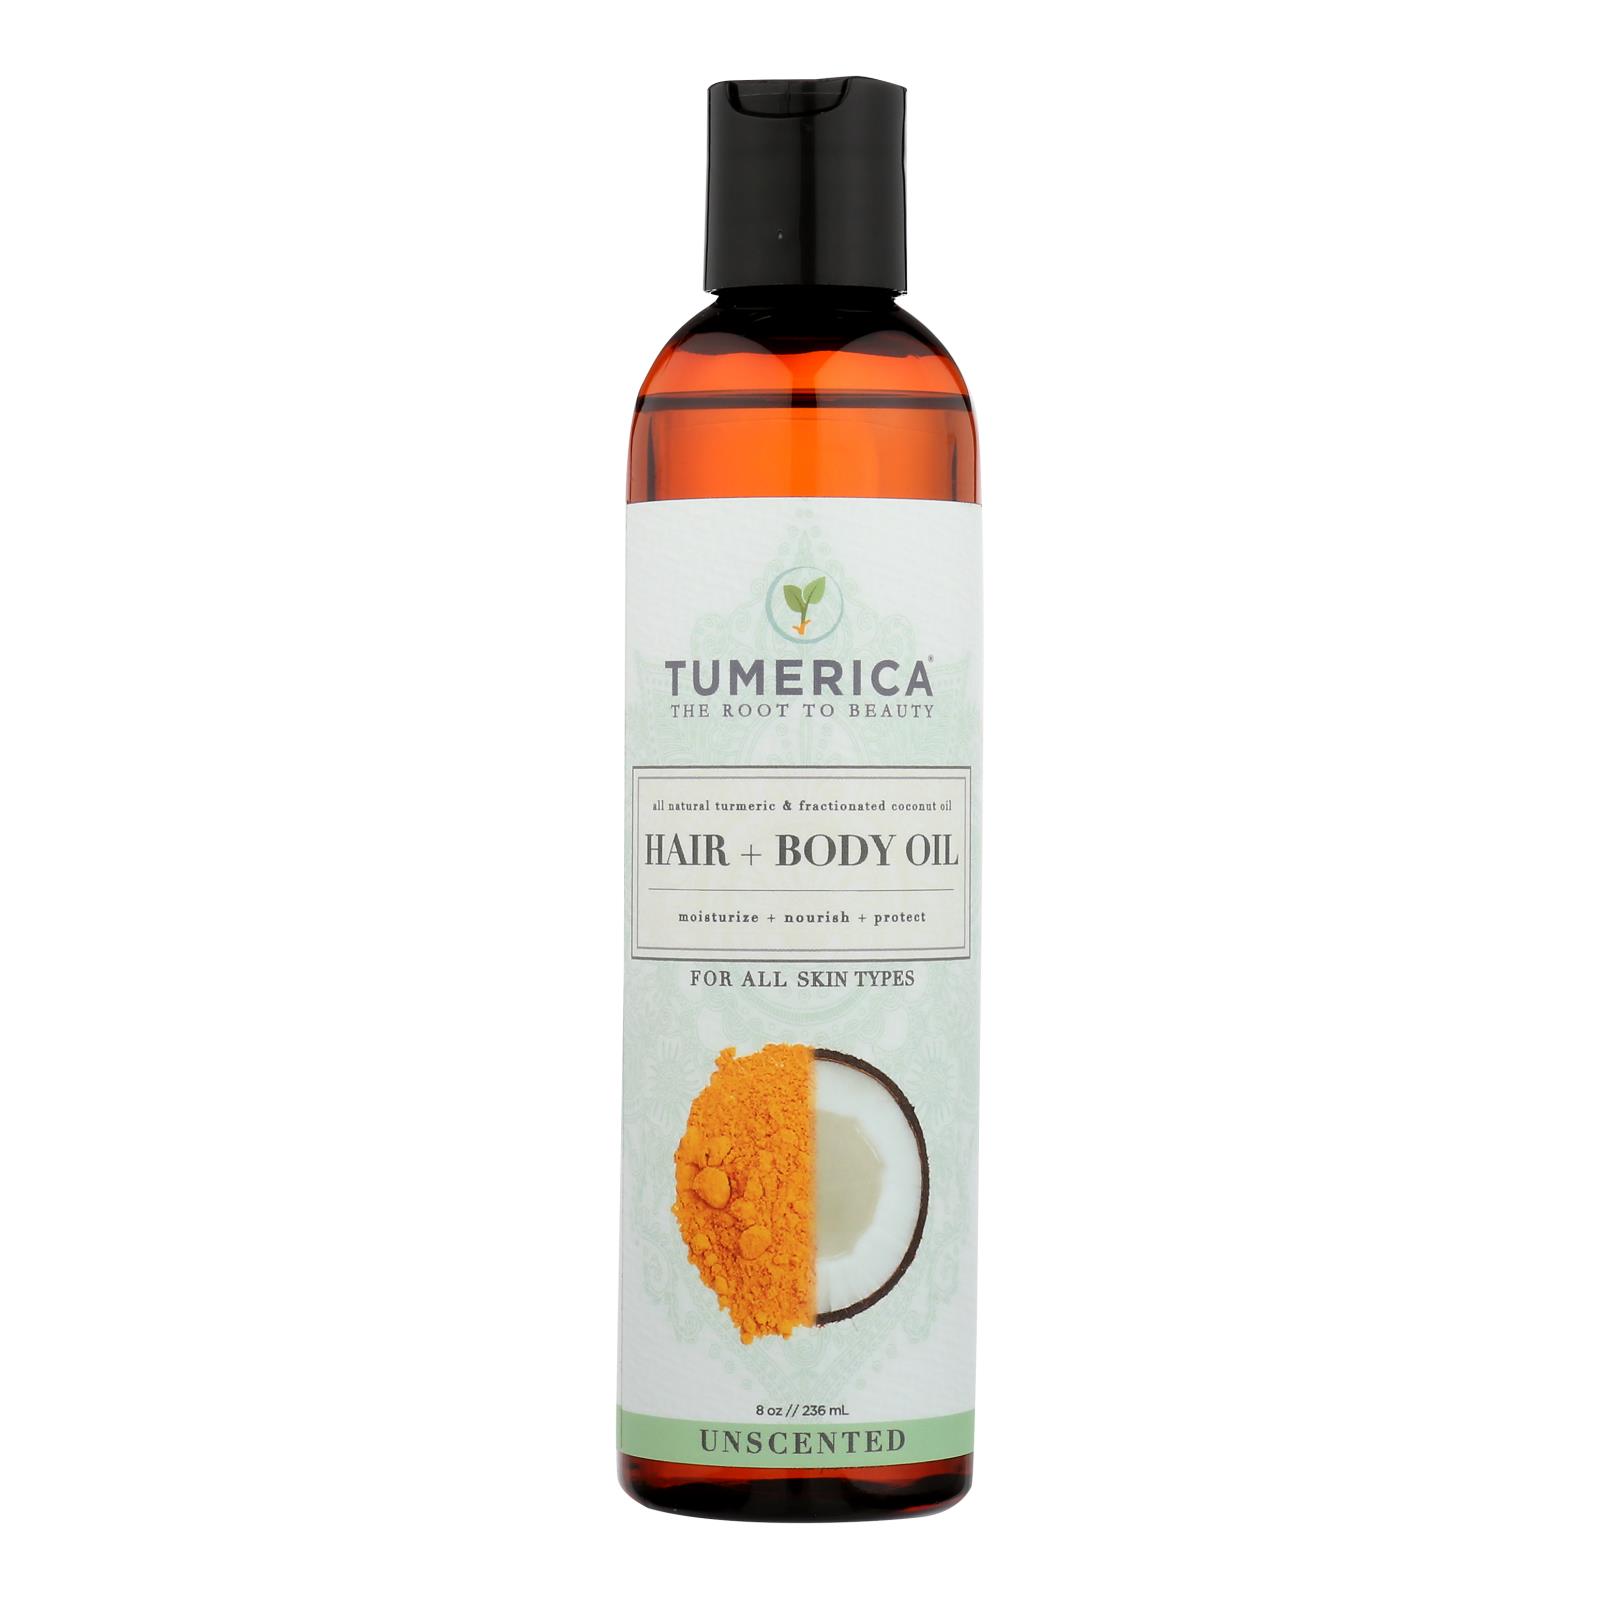 TUMERICA®
THE ROOT TO BEAUTY
all natural turmeric & fractionated coconut oil
HAIR + BODY OIL
moisturize + nourish + protect
FOR ALL SKIN TYPES
8 oz // 236 mL
UNSCENTED